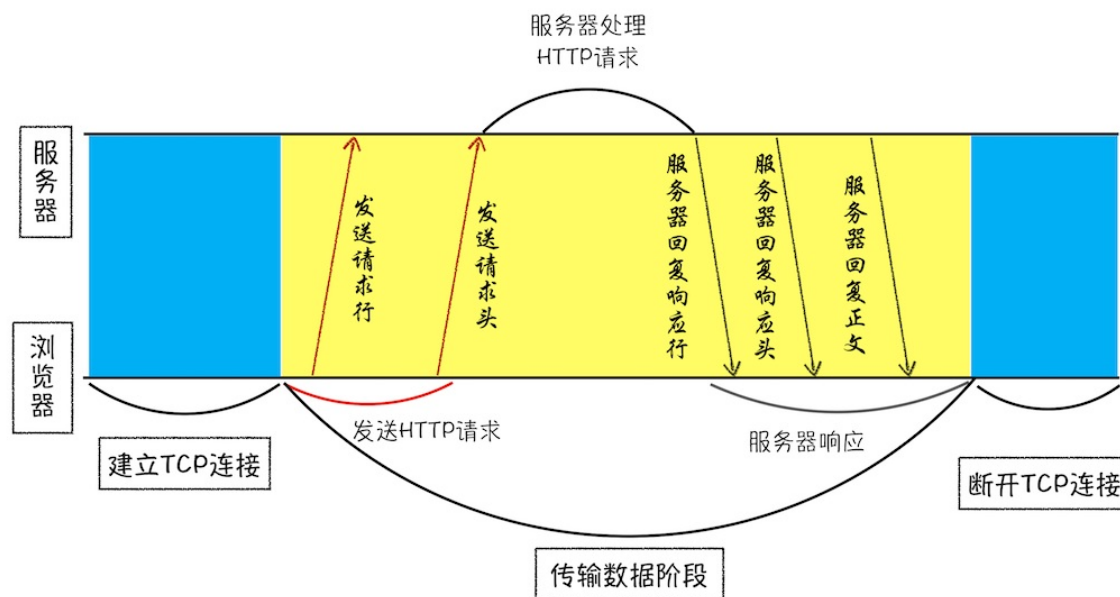 服务器处理
HTTP请求
服务器
浏览器
发送请求行
发送请求头
服务器回复响应行
服务器回复响应头
服务器回复正文
发送HTTP请求
服务器响应
建立TCP连接
断开TCP连接
传输数据阶段